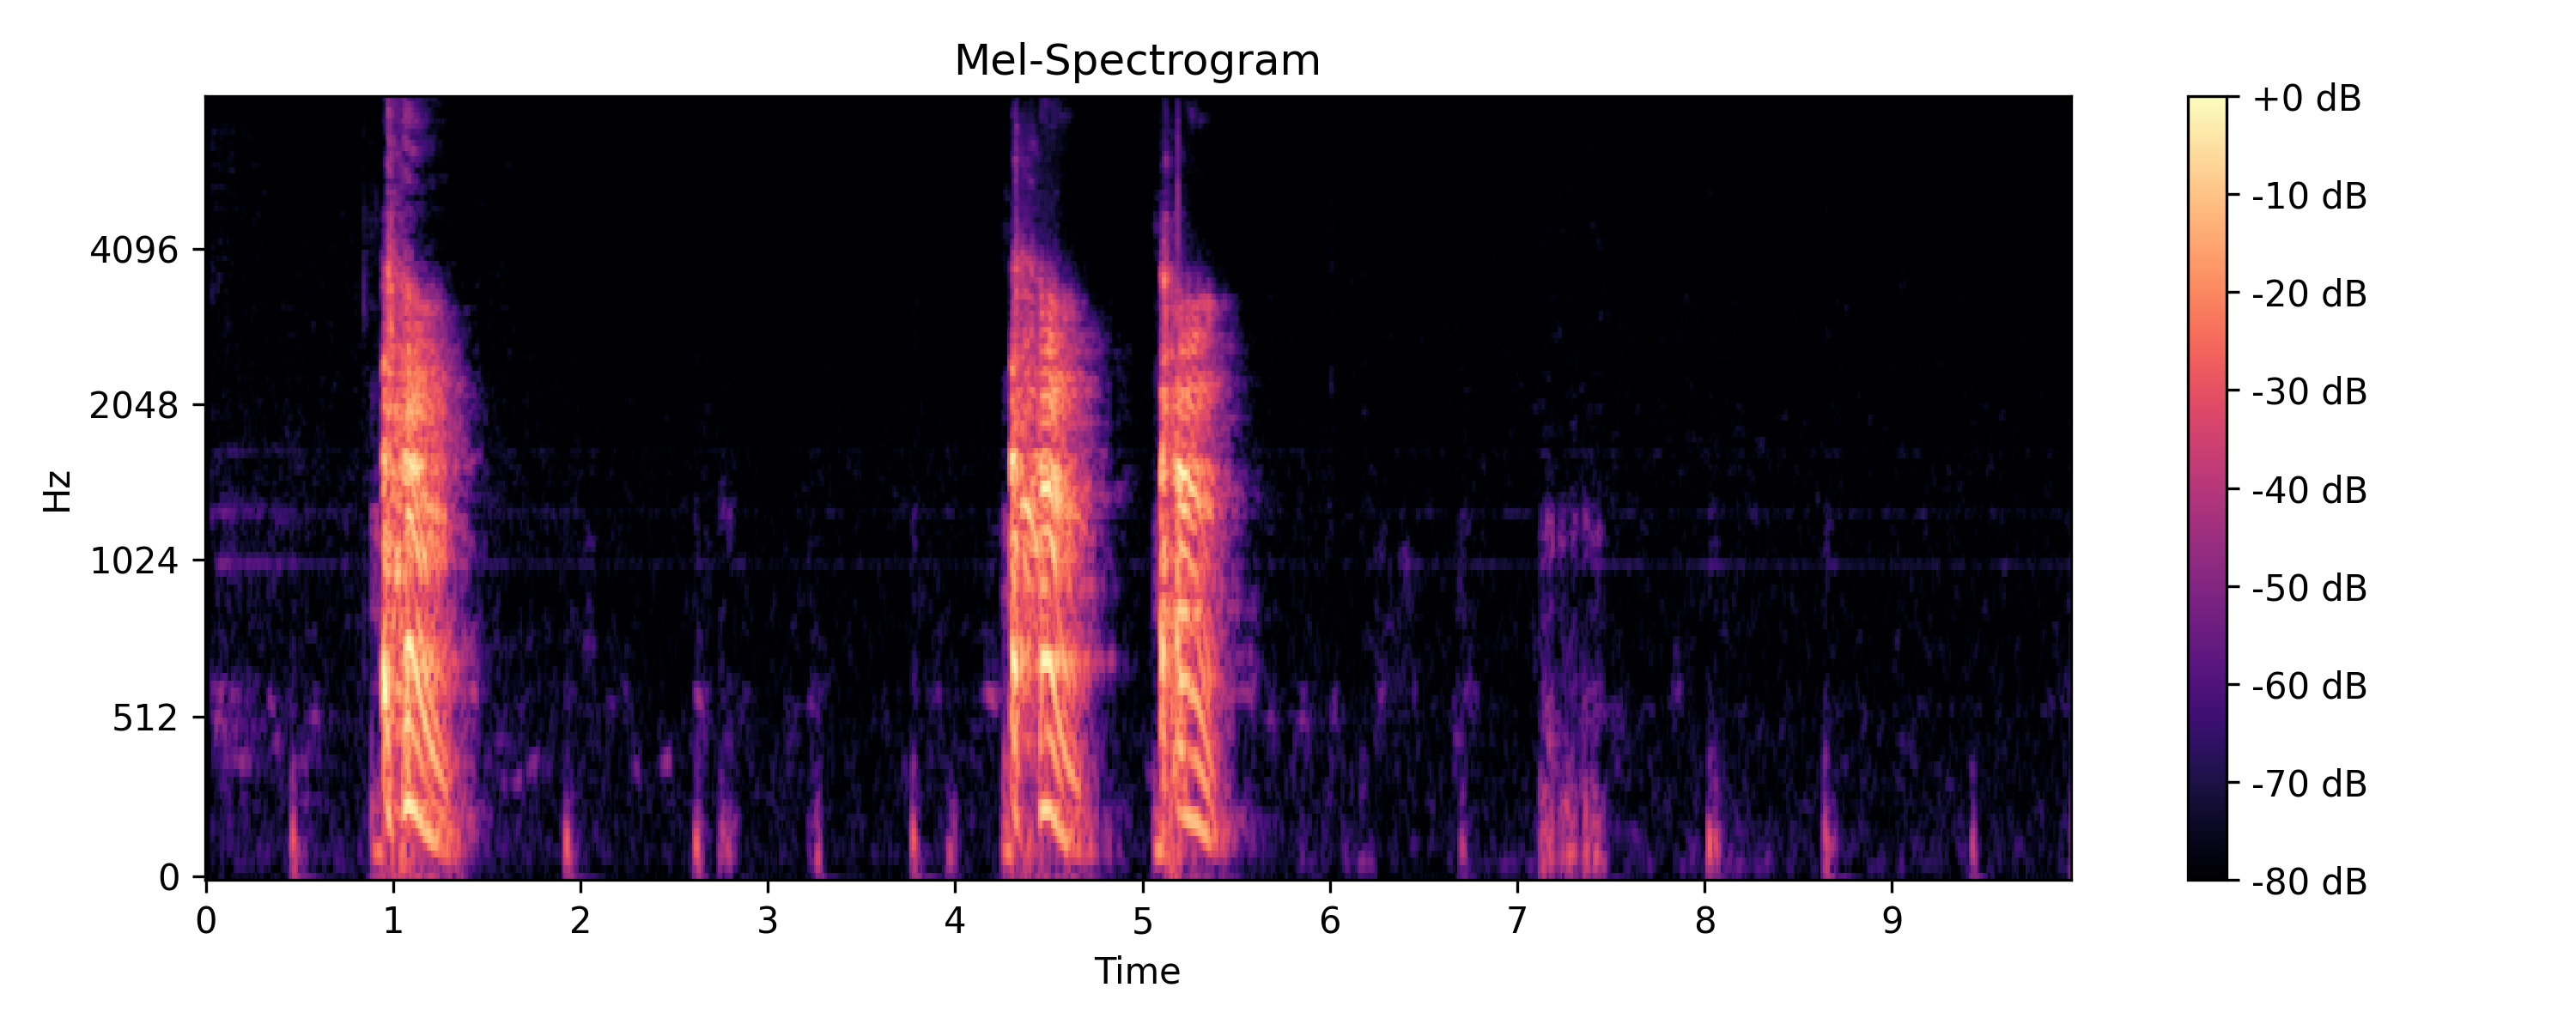 Mel-Spectrogram
+0 dB
-10 dB
-20 dB
-30 dB
-40 dB
-50 dB
-60 dB
-70 dB
-80 dB
Hz
4096
2048
1024
512
0
0 1 2 3 4 5 6 7 8 9
Time